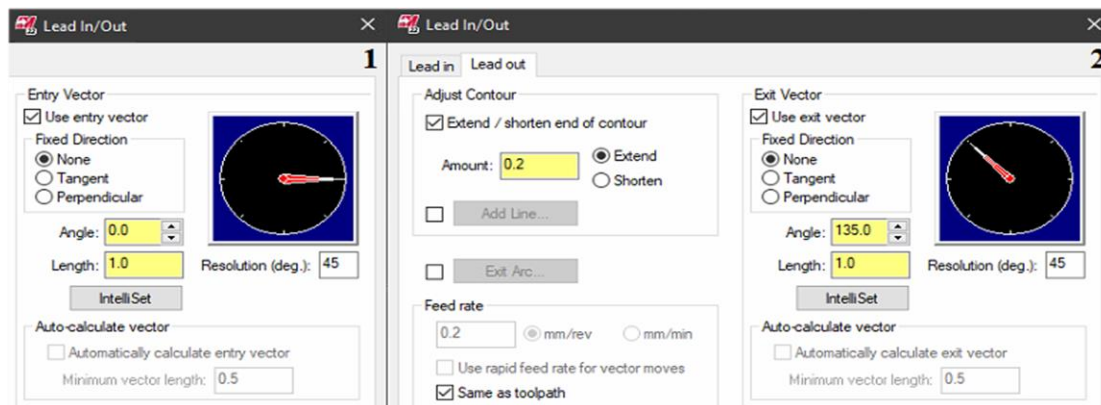 Lead In/Out
1
Entry Vector
Use entry vector
Fixed Direction
None
Tangent
Perpendicular
Angle: 0.0
Length: 1.0 Resolution (deg.): 45
IntelliSet
Auto-calculate vector
Automatically calculate entry vector
Minimum vector length: 0.5
Lead In/Out
2
Lead in Lead out
Adjust Contour
Extend / shorten end of contour
Amount: 0.2 Extend
Shorten
Add Line...
Exit Arc...
Feed rate
0.2 mm/rev mm/min
Use rapid feed rate for vector moves
Same as toolpath
Exit Vector
Use exit vector
Fixed Direction
None
Tangent
Perpendicular
Angle: 135.0
Length: 1.0 Resolution (deg.): 45
IntelliSet
Auto-calculate vector
Automatically calculate exit vector
Minimum vector length: 0.5